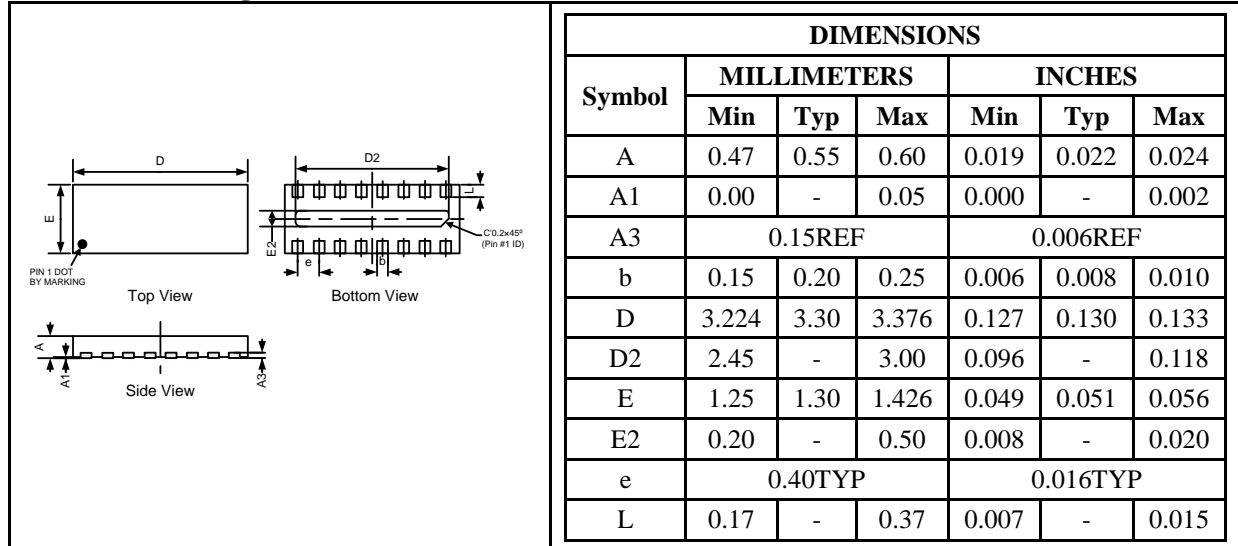 D
E
PIN 1 DOT
BY MARKING
Top View
D2
L
E2
e
b
C'0.2x45º
(Pin #1 ID)
Bottom View
A
A1
A3
Side View
DIMENSIONS
Symbol MILLIMETERS INCHES
Min Typ Max Min Typ Max
A 0.47 0.55 0.60 0.019 0.022 0.024
A1 0.00 - 0.05 0.000 - 0.002
A3 0.15REF 0.006REF
b 0.15 0.20 0.25 0.006 0.008 0.010
D 3.224 3.30 3.376 0.127 0.130 0.133
D2 2.45 - 3.00 0.096 - 0.118
E 1.25 1.30 1.426 0.049 0.051 0.056
E2 0.20 - 0.50 0.008 - 0.020
e 0.40TYP 0.016TYP
L 0.17 - 0.37 0.007 - 0.015